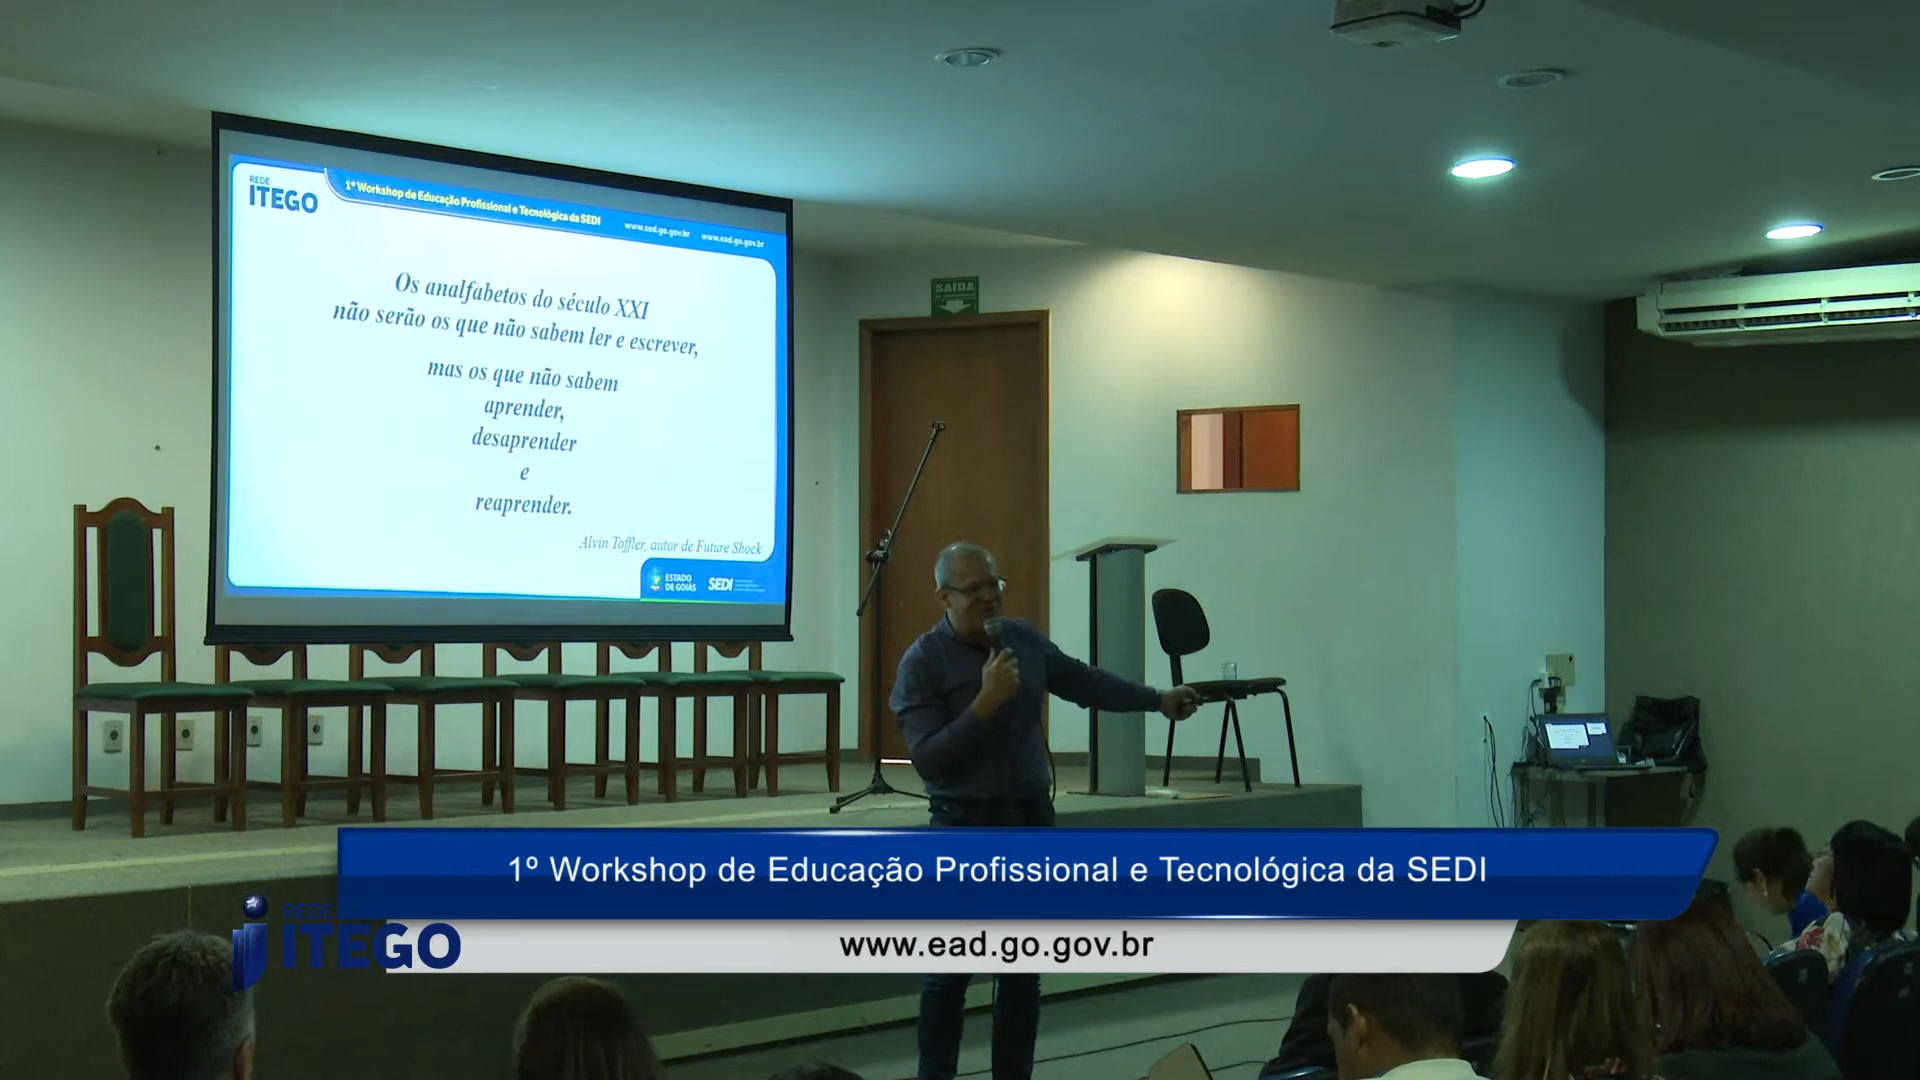 REDE
ITEGO
1º Workshop de Educação Profissional e Tecnológica da SEDI
www.sed.go.gov.br www.ead.go.gov.br
Os analfabetos do século XXI
não serão os que não sabem ler e escrever,
mas os que não sabem
aprender,
desaprender
e
reaprender.
Alvin Toffler, autor de Future Shock
ESTADO
DE GOIÁS
SEDI
SAÍDA
1º Workshop de Educação Profissional e Tecnológica da SEDI
REDE
ITEGO
www.ead.go.gov.br